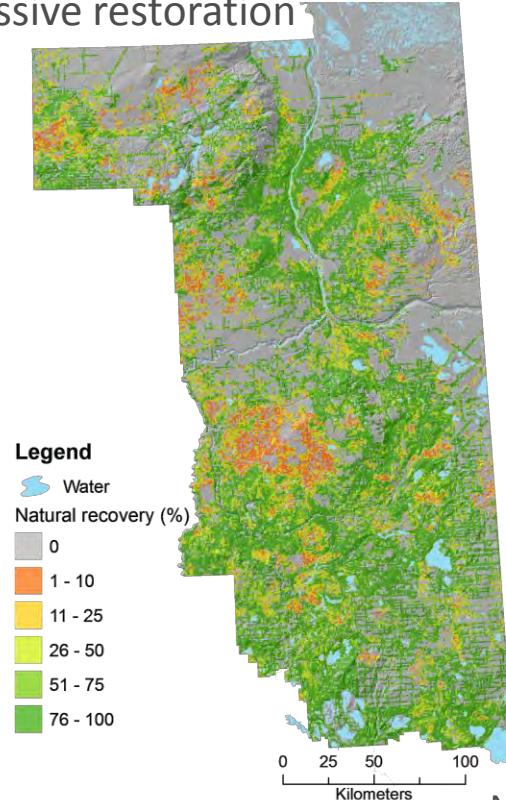 ssive restoration
Legend
Water
Natural recovery (%)
0
1 - 10
11 - 25
26 - 50
51 - 75
76 - 100
0 25 50 100
Kilometers